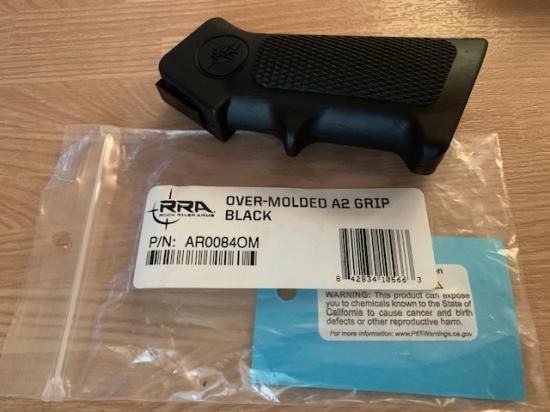 RRA
ROCK RIVER ARMS
OVER-MOLDED A2 GRIP
BLACK
P/N: AR0084OM
8 42834 10566 3
WARNING: This product can expose
you to chemicals known to the State of
California to cause cancer and birth
defects or other reproductive harm.
For more information: www.P65Warnings.ca.gov